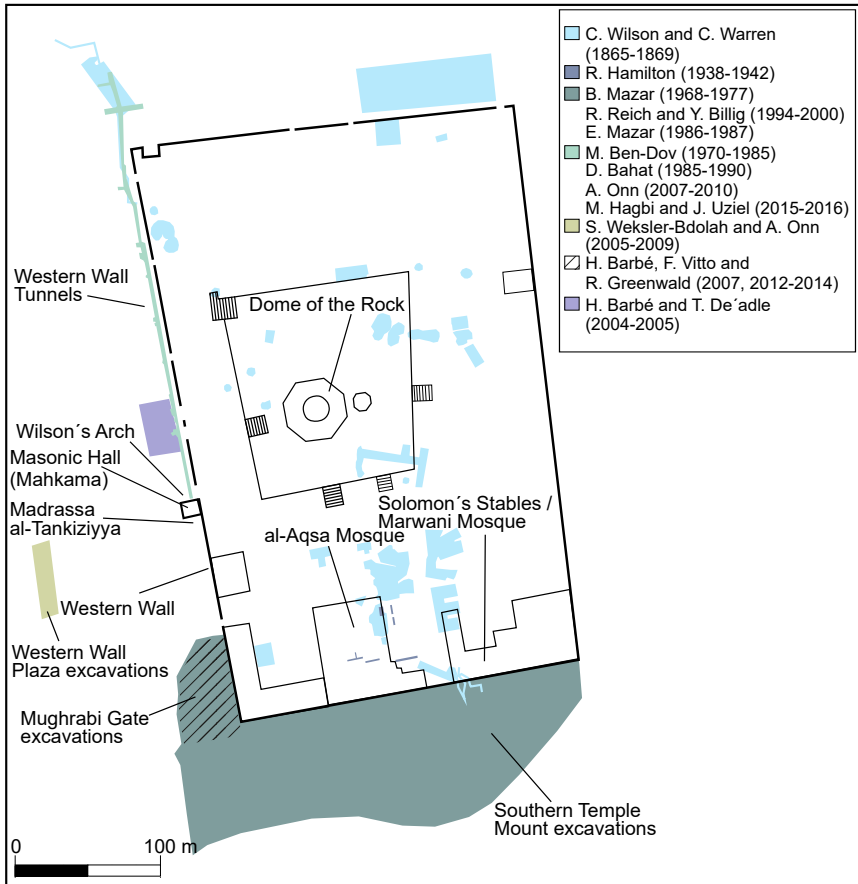 C. Wilson and C. Warren
(1865-1869)
R. Hamilton (1938-1942)
B. Mazar (1968-1977)
R. Reich and Y. Billig (1994-2000)
E. Mazar (1986-1987)
M. Ben-Dov (1970-1985)
D. Bahat (1985-1990)
A. Onn (2007-2010)
M. Hagbi and J. Uziel (2015-2016)
S. Weksler-Bdolah and A. Onn
(2005-2009)
H. Barbé, F. Vitto and
R. Greenwald (2007, 2012-2014)
H. Barbé and T. De´adle
(2004-2005)
Western Wall
Tunnels
Dome of the Rock
Wilson´s Arch
Masonic Hall
(Mahkama)
Madrassa
al-Tankiziyya
Solomon´s Stables /
Marwani Mosque
al-Aqsa Mosque
Western Wall
Western Wall
Plaza excavations
Mughrabi Gate
excavations
Southern Temple
Mount excavations
0 100 m